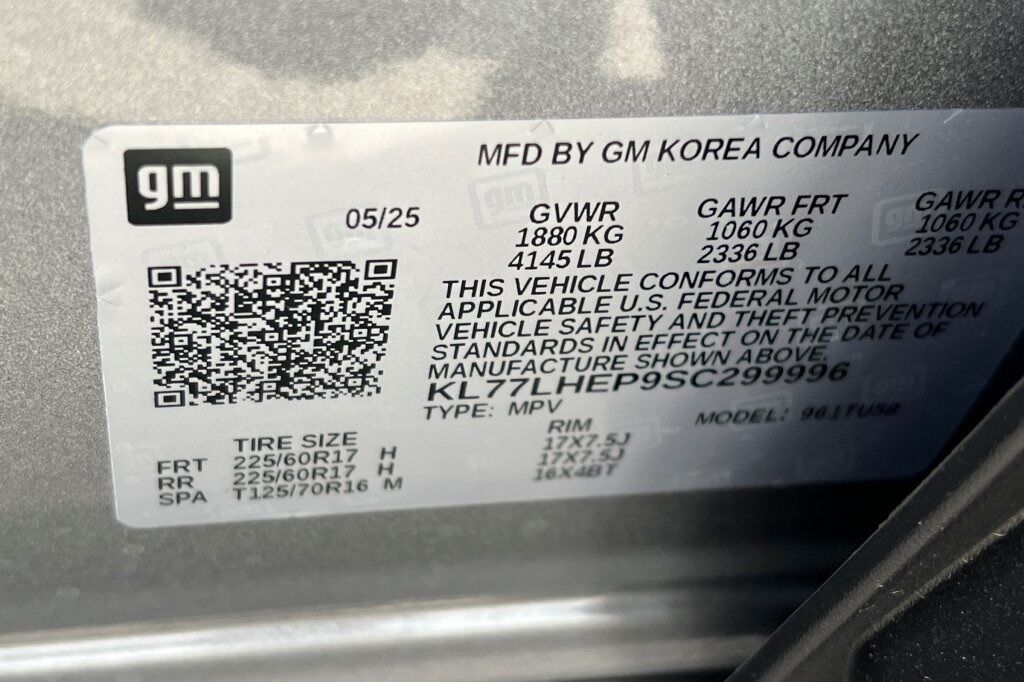 gm
MFD BY GM KOREA COMPANY
05/25
GVWR GAWR FRT GAWR
1880 KG 1060 KG 1060 KG
4145 LB 2336 LB 2336 LB
THIS VEHICLE CONFORMS TO ALL
APPLICABLE U.S. FEDERAL MOTOR
VEHICLE SAFETY AND THEFT PREVENTION
STANDARDS IN EFFECT ON THE DATE OF
MANUFACTURE SHOWN ABOVE.
KL77LHEP9SC299996
TYPE: MPV MODEL:
TIRE SIZE RIM
FRT 225/60R17 H 17X7.5J
RR 225/60R17 H 17X7.5J
SPA T125/70R16 M 16X4BT